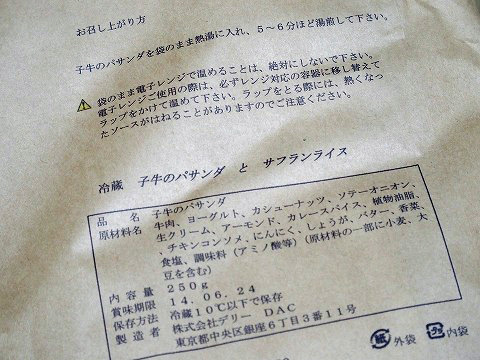 お召し上がり方
子牛のパサンダを袋のまま熱湯に入れ、５～６分ほど湯煎して下さい。
袋のまま電子レンジで温めることは、絶対にしないで下さい。
電子レンジご使用の際は、必ずレンジ対応の容器に移し替えて
ラップをかけて温めて下さい。ラップをとる際には、熱くなっ
たソースがはねることがありますのでご注意ください。
冷蔵　子牛のパサンダ　と　サフランライス
品　名　子牛のパサンダ
原材料名　牛肉、ヨーグルト、カシューナッツ、ソテーオニオン、
生クリーム、アーモンド、カレースパイス、植物油脂、
チキンコンソメ、にんにく、しょうが、バター、香菜、
食塩、調味料（アミノ酸等）（原材料の一部に小麦、大
豆を含む）
内容量　２５０ｇ
賞味期限　１４．０６．２４
保存方法　冷蔵１０℃以下で保存
製造者　株式会社デリー　ＤＡＣ
東京都中央区銀座６丁目３番１１号
紙 外袋
プラ 内袋